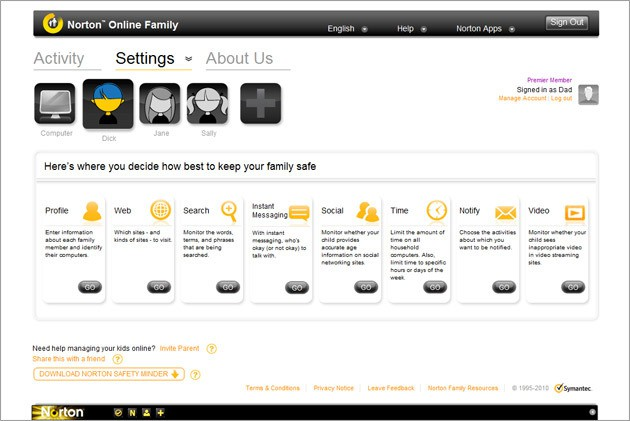 Norton™ Online Family
English
Help
Norton Apps
Sign Out
Activity
Settings
About Us
Computer
Dick
Jane
Sally
Premier Member
Signed in as Dad
Manage Account | Log out
Here's where you decide how best to keep your family safe
Profile
Enter information
about each family
member and identify
their computers.
GO
Web
Which sites - and
kinds of sites - to visit.
GO
Search
Monitor the words,
terms, and phrases
that are being
searched.
GO
Instant
Messaging
With instant
messaging, who's
okay (or not okay) to
talk with.
GO
Social
Monitor whether your
child provides
accurate age
information on social
networking sites.
GO
Time
Limit the amount of
time on all
household
computers. Also,
limit time to specific
hours or days of the
week.
GO
Notify
Choose the activities
about which you
want to be notified.
GO
Video
Monitor whether your
child sees
inappropriate video
in video streaming
sites.
GO
Need help managing your kids online? Invite Parent ?
Share this with a friend ?
DOWNLOAD NORTON SAFETY MINDER ?
Terms & Conditions | Privacy Notice | Leave Feedback | Norton Family Resources | © 1995-2010 Symantec.
Norton
N